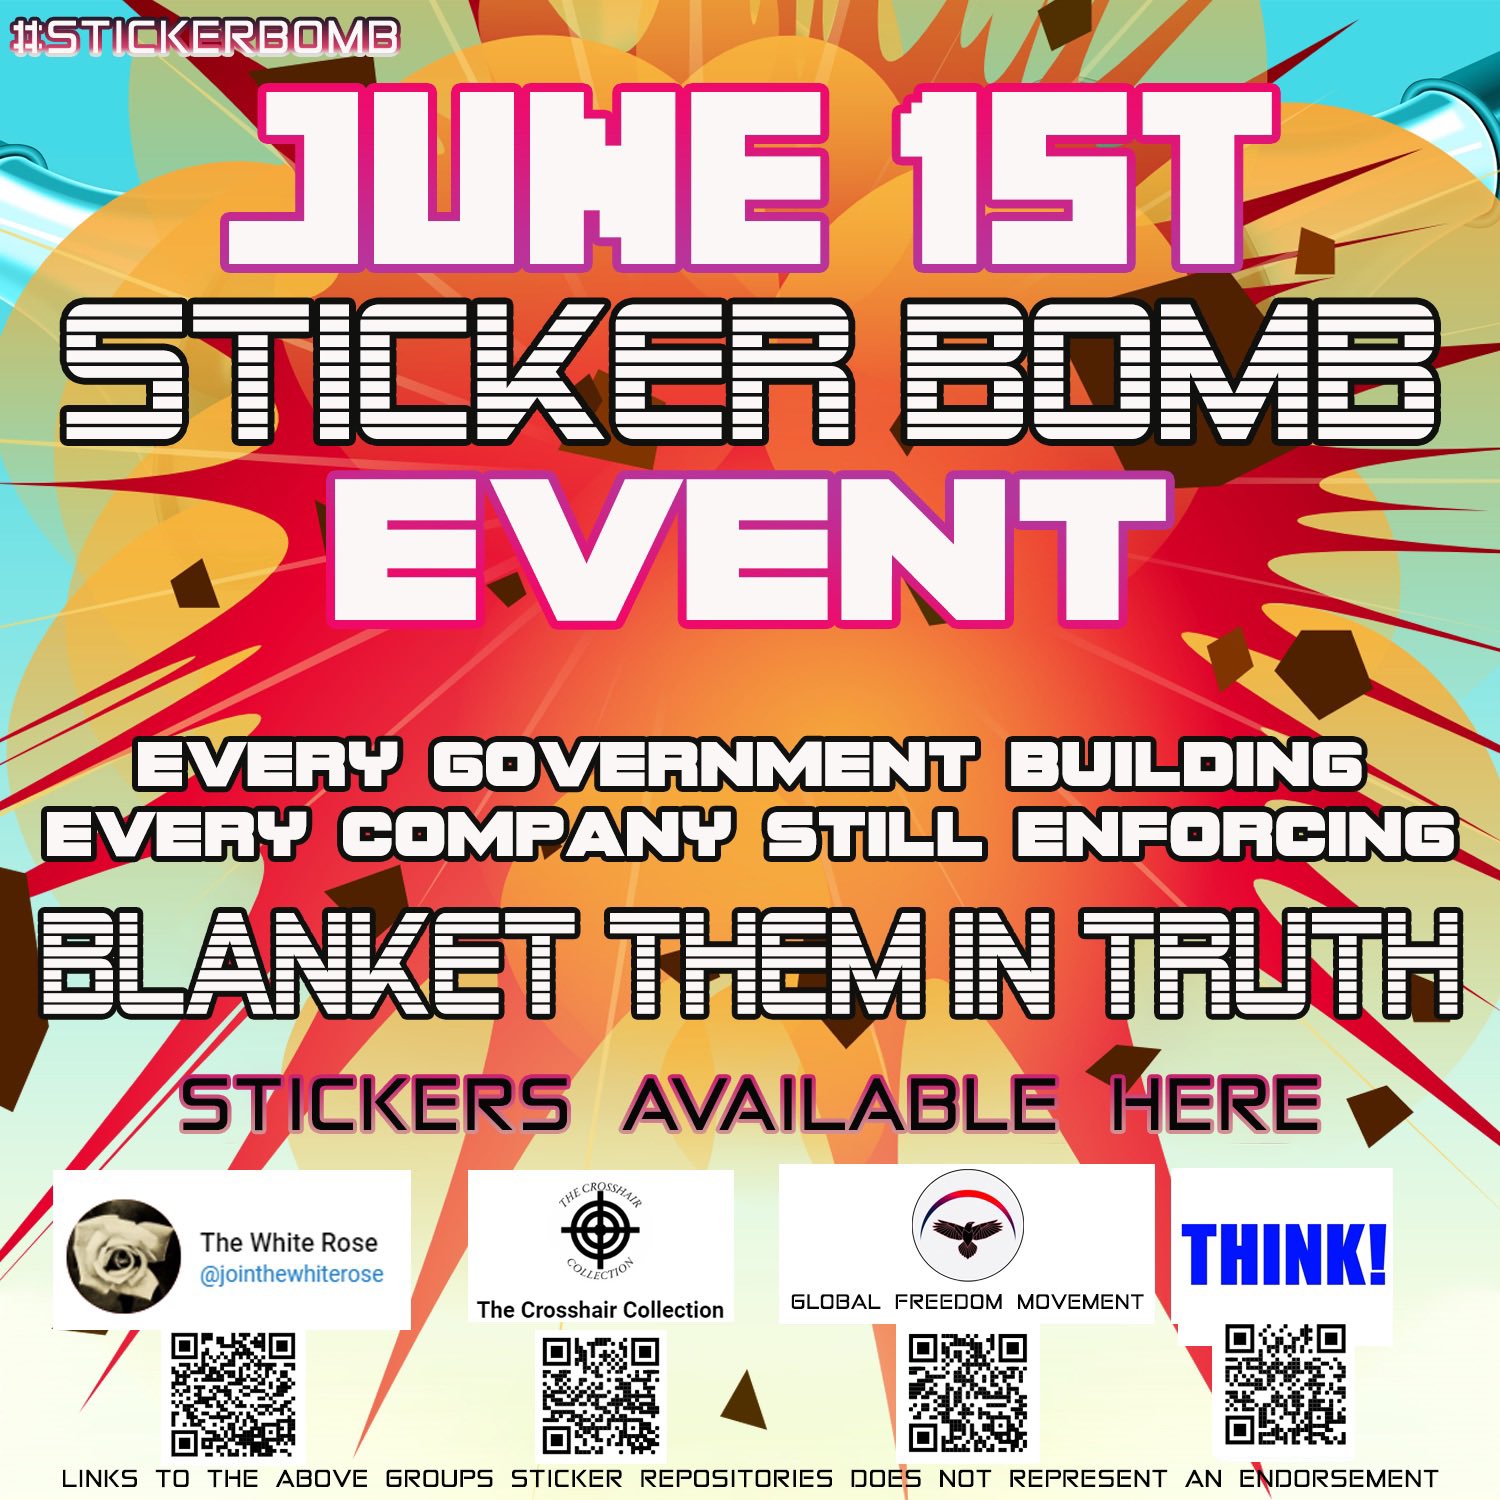 #STICKERBOMB
JUNE 1ST
STICKER BOMB
EVENT
EVERY GOVERNMENT BUILDING
EVERY COMPANY STILL ENFORCING
BLANKET THEM IN TRUTH
STICKERS AVAILABLE HERE
The White Rose
@jointhewhiterose
THE CROSSHAIR
COLLECTION
The Crosshair Collection
GLOBAL FREEDOM MOVEMENT
THINK!
LINKS TO THE ABOVE GROUPS STICKER REPOSITORIES DOES NOT REPRESENT AN ENDORSEMENT